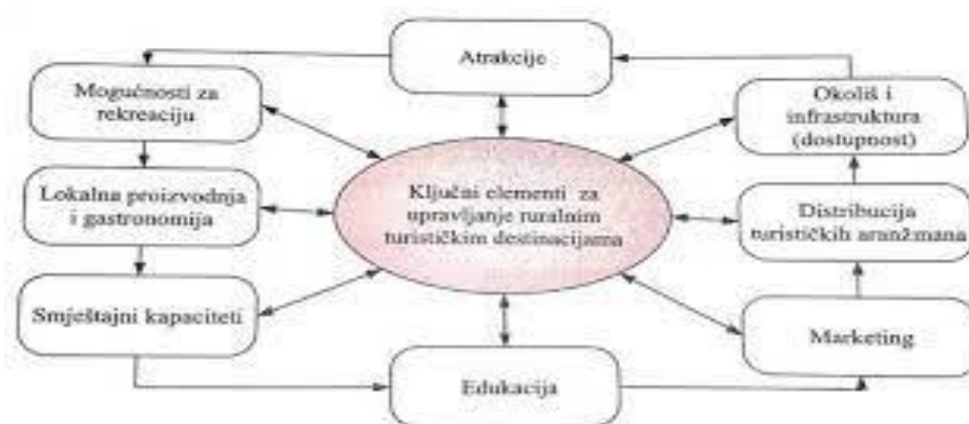 Atrakcije
Mogućnosti za
rekreaciju
Okoliš i
infrastruktura
(dostupnost)
Lokalna proizvodnja
i gastronomija
Ključni elementi za
upravljanje ruralnim
turističkim destinacijama
Distribucija
turističkih aranžmana
Smještajni kapaciteti
Marketing
Edukacija